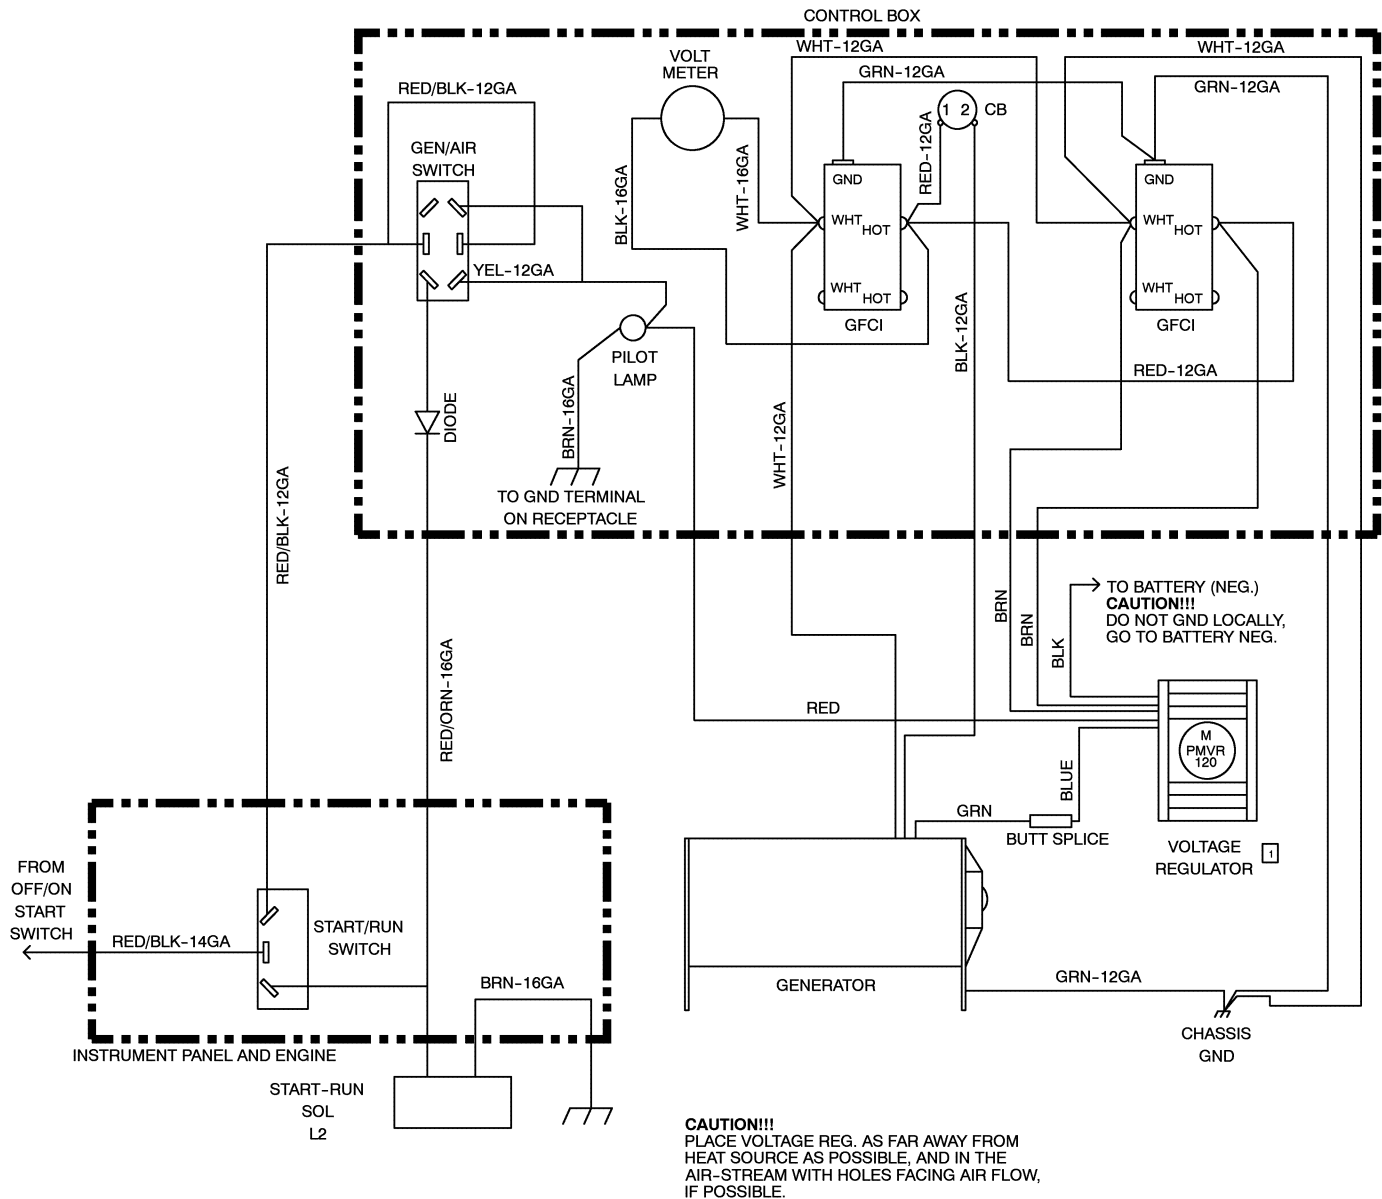 CONTROL BOX
WHT-12GA
WHT-12GA
VOLT
METER
GRN-12GA
GRN-12GA
RED/BLK-12GA
1 2
CB
RED-12GA
GEN/AIR
SWITCH
BLK-16GA
WHT-16GA
GND
WHT
HOT
WHT
HOT
GFCI
GND
WHT
HOT
WHT
HOT
GFCI
YEL-12GA
BLK-12GA
PILOT
LAMP
RED-12GA
DIODE
BRN-16GA
WHT-12GA
TO GND TERMINAL
ON RECEPTACLE
RED/BLK-12GA
RED/ORN-16GA
BRN
BRN
BLK
TO BATTERY (NEG.)
CAUTION!!!
DO NOT GND LOCALLY,
GO TO BATTERY NEG.
RED
M
PMVR
120
BLUE
GRN
BUTT SPLICE
VOLTAGE
REGULATOR
1
FROM
OFF/ON
START
SWITCH
RED/BLK-14GA
START/RUN
SWITCH
BRN-16GA
GENERATOR
GRN-12GA
CHASSIS
GND
INSTRUMENT PANEL AND ENGINE
START-RUN
SOL
L2
CAUTION!!!
PLACE VOLTAGE REG. AS FAR AWAY FROM
HEAT SOURCE AS POSSIBLE, AND IN THE
AIR-STREAM WITH HOLES FACING AIR FLOW,
IF POSSIBLE.